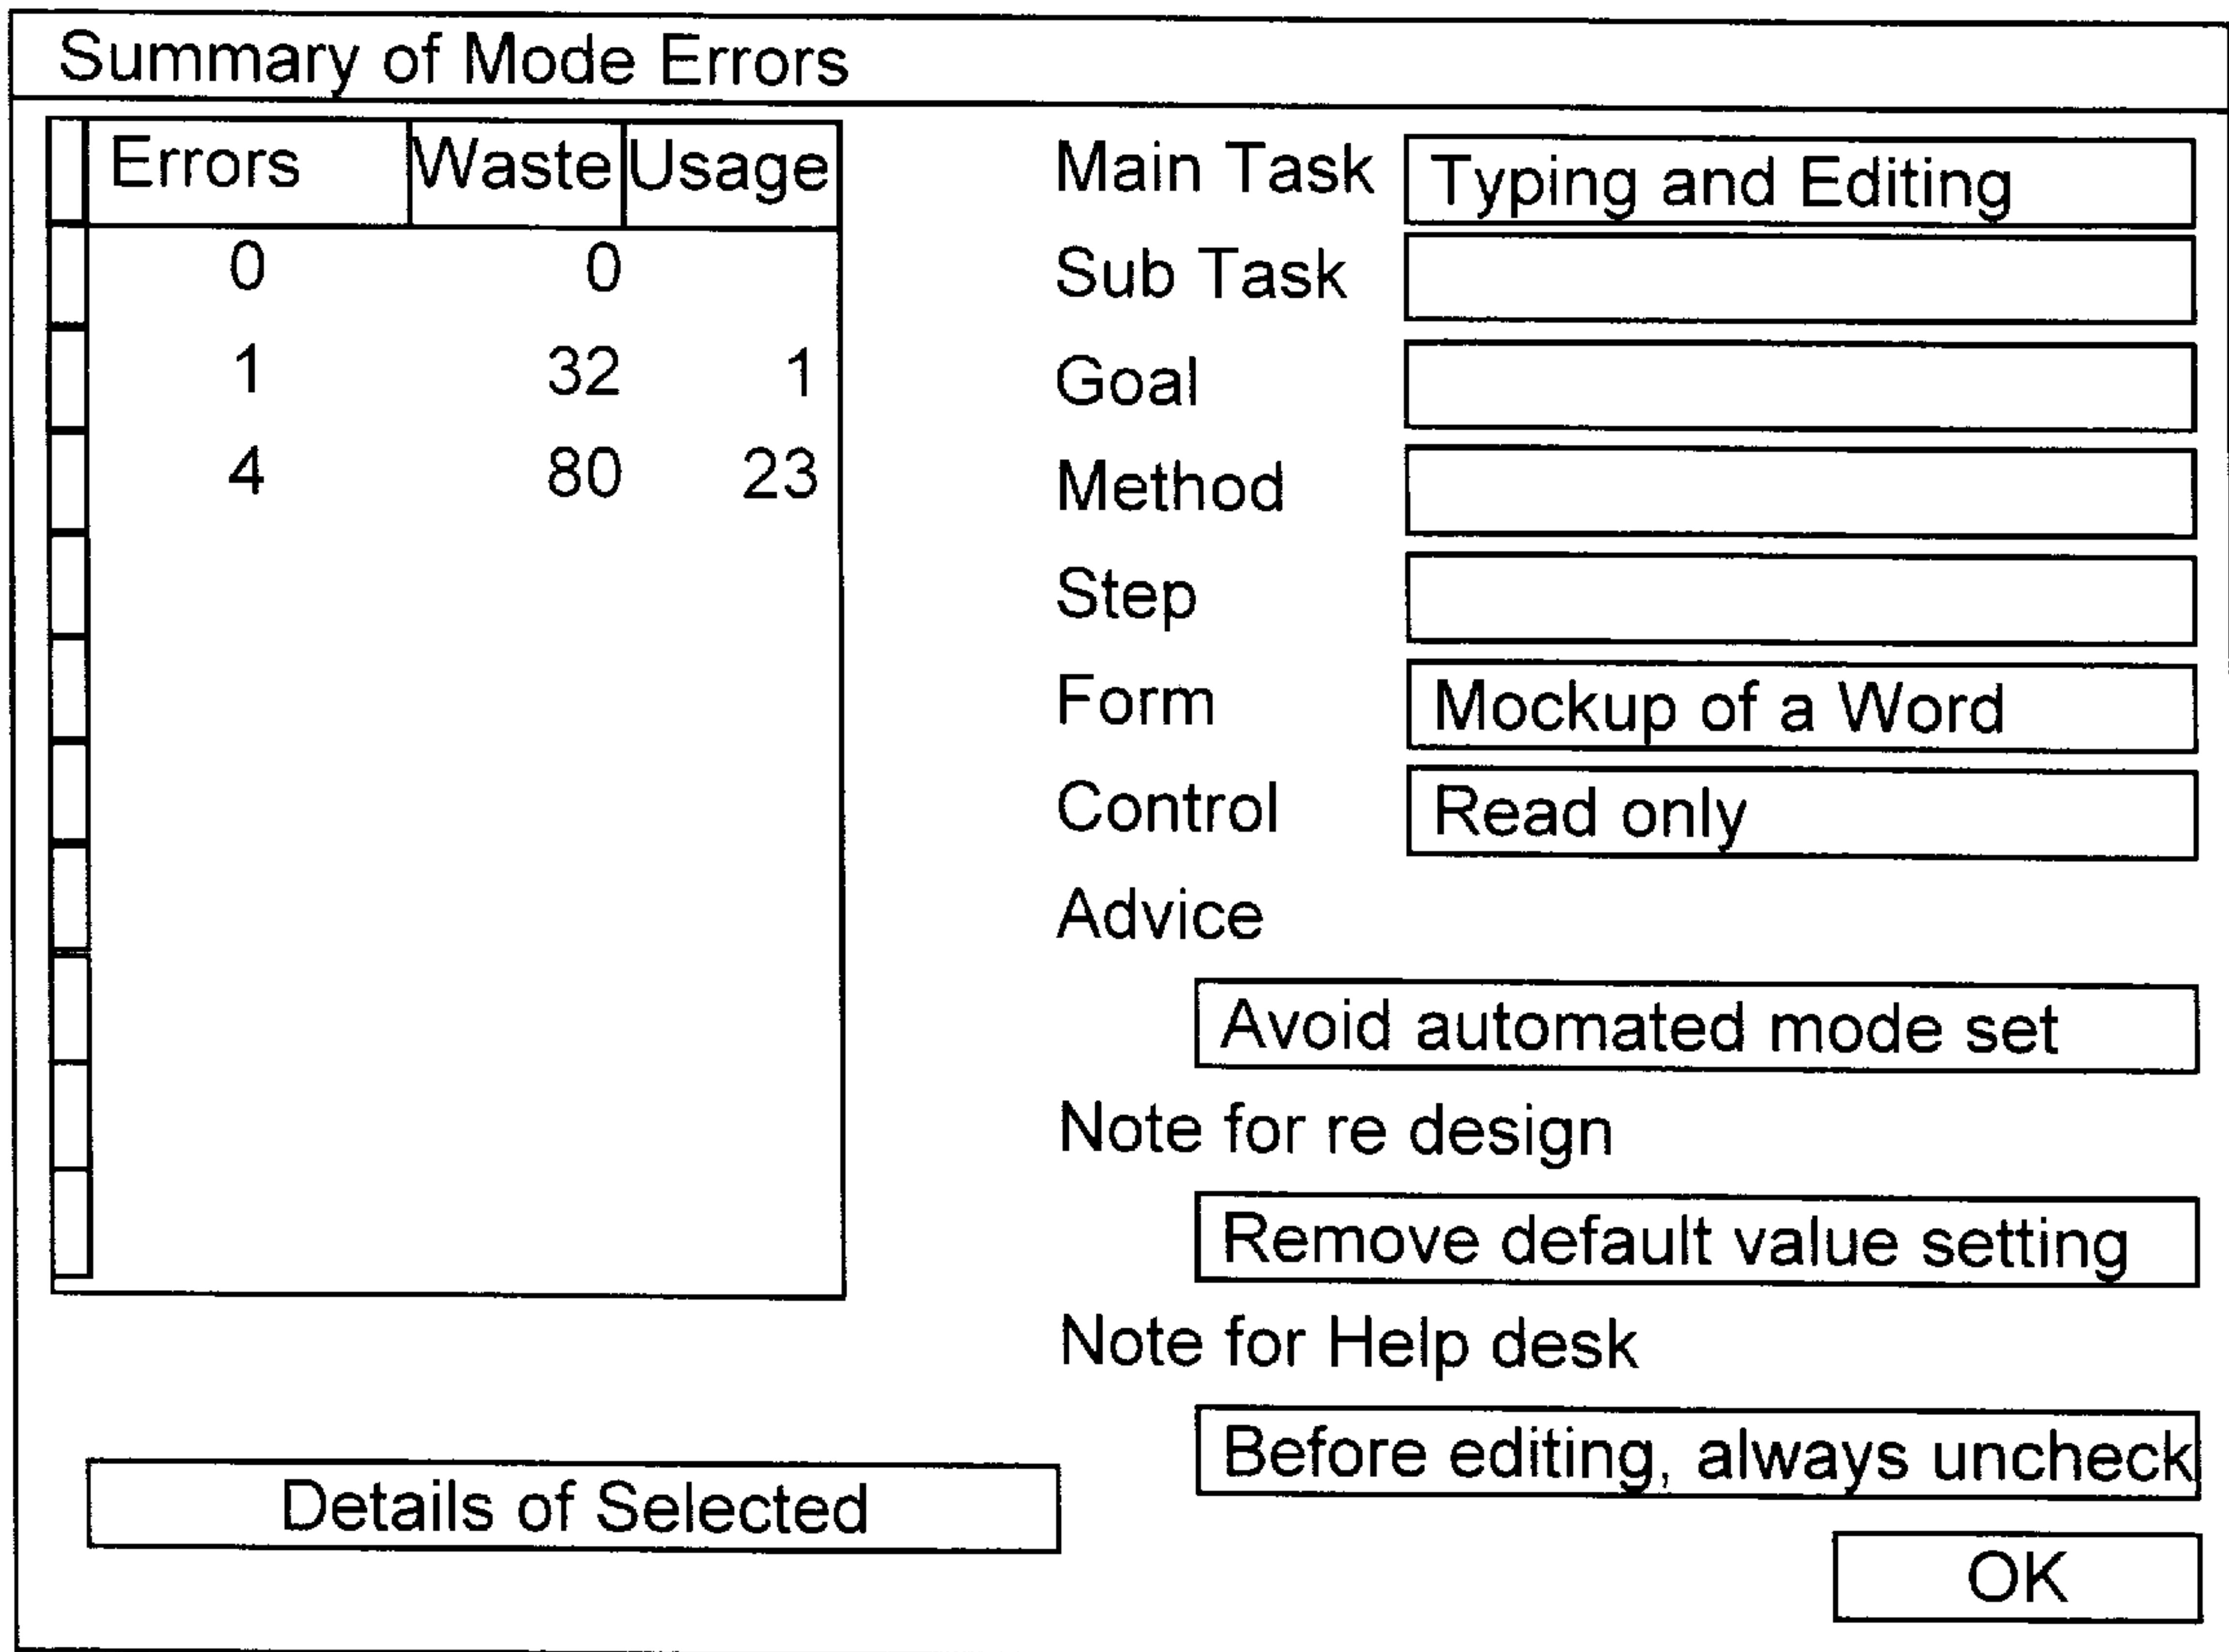 Summary of Mode Errors
Errors Waste Usage
0 0
1 32 1
4 80 23
Details of Selected
Main Task Typing and Editing
Sub Task
Goal
Method
Step
Form Mockup of a Word
Control Read only
Advice
Avoid automated mode set
Note for re design
Remove default value setting
Note for Help desk
Before editing, always uncheck
OK